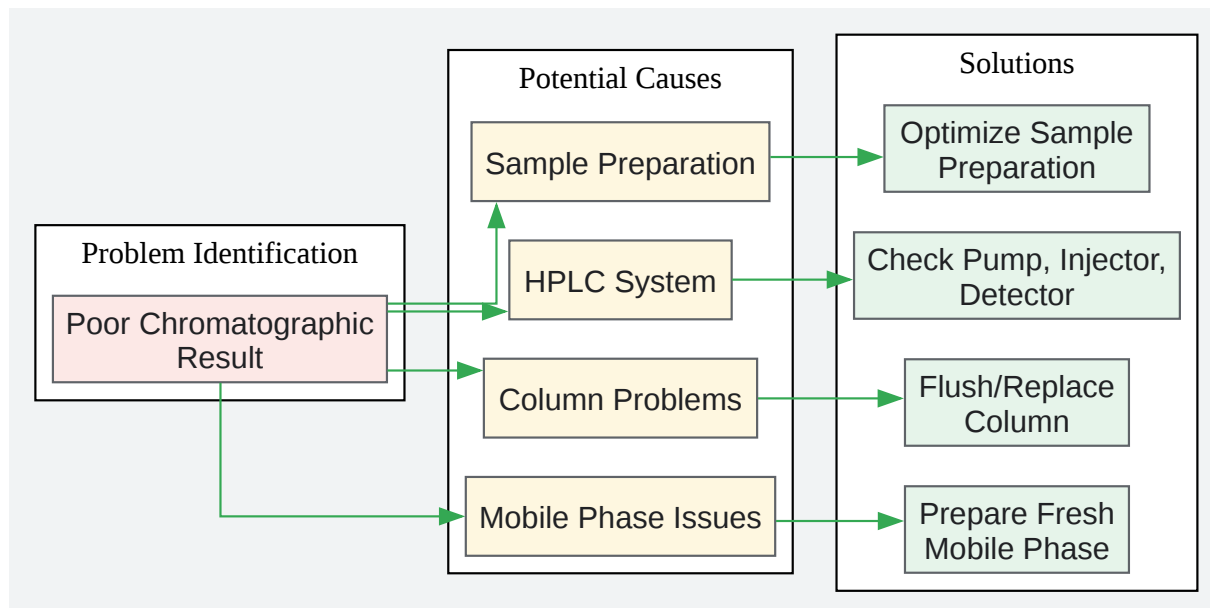 Problem Identification
Poor Chromatographic
Result
Potential Causes
Sample Preparation
HPLC System
Column Problems
Mobile Phase Issues
Solutions
Optimize Sample
Preparation
Check Pump, Injector,
Detector
Flush/Replace
Column
Prepare Fresh
Mobile Phase